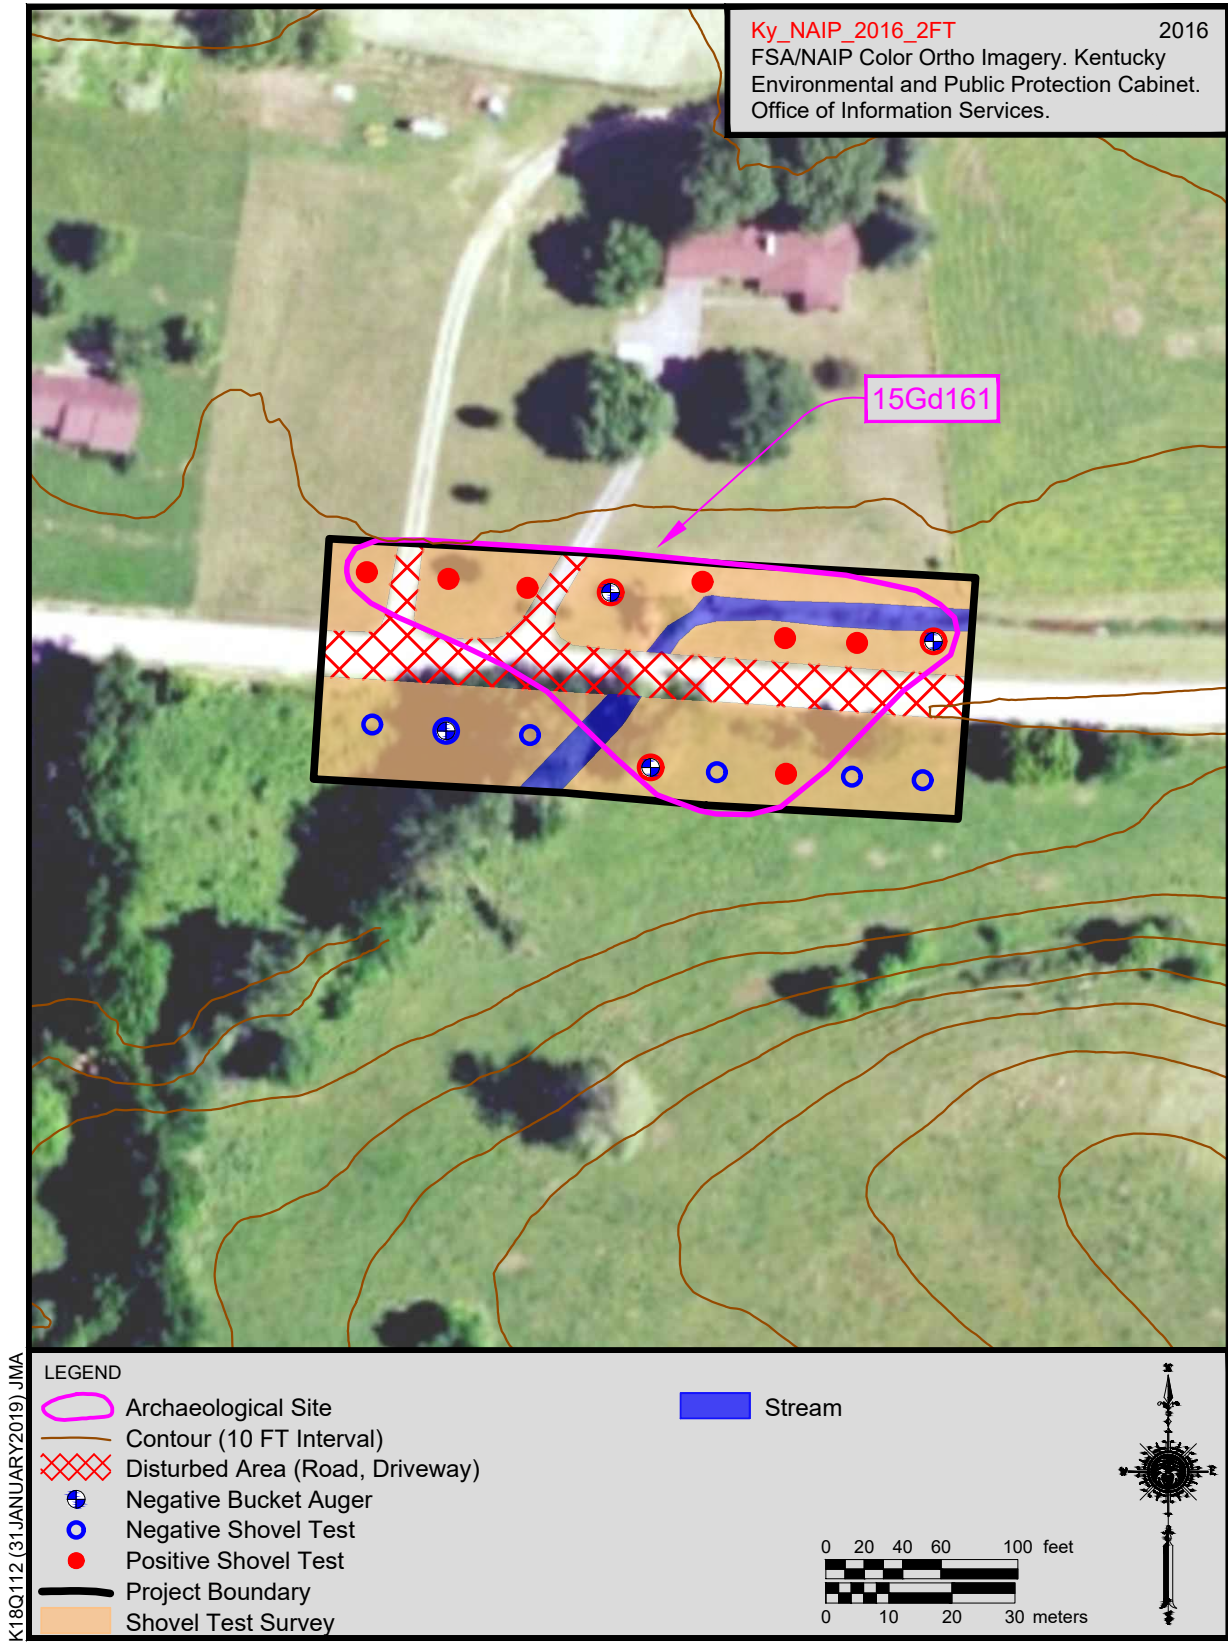 Ky_NAIP_2016_2FT 2016
FSA/NAIP Color Ortho Imagery. Kentucky
Environmental and Public Protection Cabinet.
Office of Information Services.
15Gd161
K18Q112 (31JANUARY2019) JMA
LEGEND
Archaeological Site
Contour (10 FT Interval)
Disturbed Area (Road, Driveway)
Negative Bucket Auger
Negative Shovel Test
Positive Shovel Test
Project Boundary
Shovel Test Survey
Stream
0 20 40 60 100 feet
0 10 20 30 meters